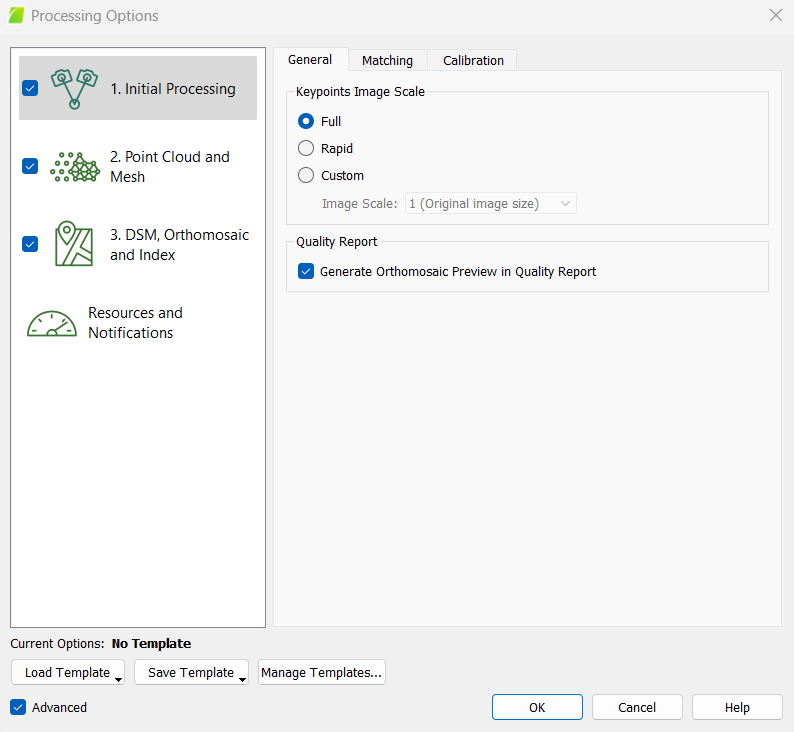 Processing Options
1. Initial Processing
2. Point Cloud and
Mesh
3. DSM, Orthomosaic
and Index
Resources and
Notifications
General Matching Calibration
Keypoints Image Scale
Full
Rapid
Custom
Image Scale: 1 (Original image size)
Quality Report
Generate Orthomosaic Preview in Quality Report
Current Options: No Template
Load Template Save Template Manage Templates...
Advanced OK Cancel Help